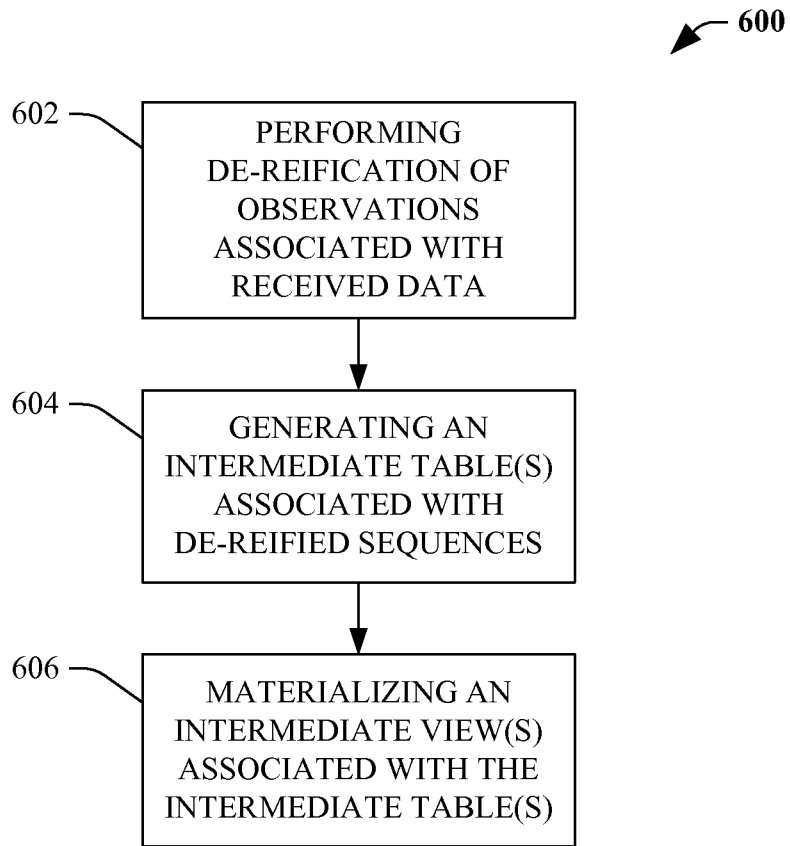 600
602
PERFORMING
DE-REIFICATION OF
OBSERVATIONS
ASSOCIATED WITH
RECEIVED DATA
604
GENERATING AN
INTERMEDIATE TABLE(S)
ASSOCIATED WITH
DE-REIFIED SEQUENCES
606
MATERIALIZING AN
INTERMEDIATE VIEW(S)
ASSOCIATED WITH THE
INTERMEDIATE TABLE(S)